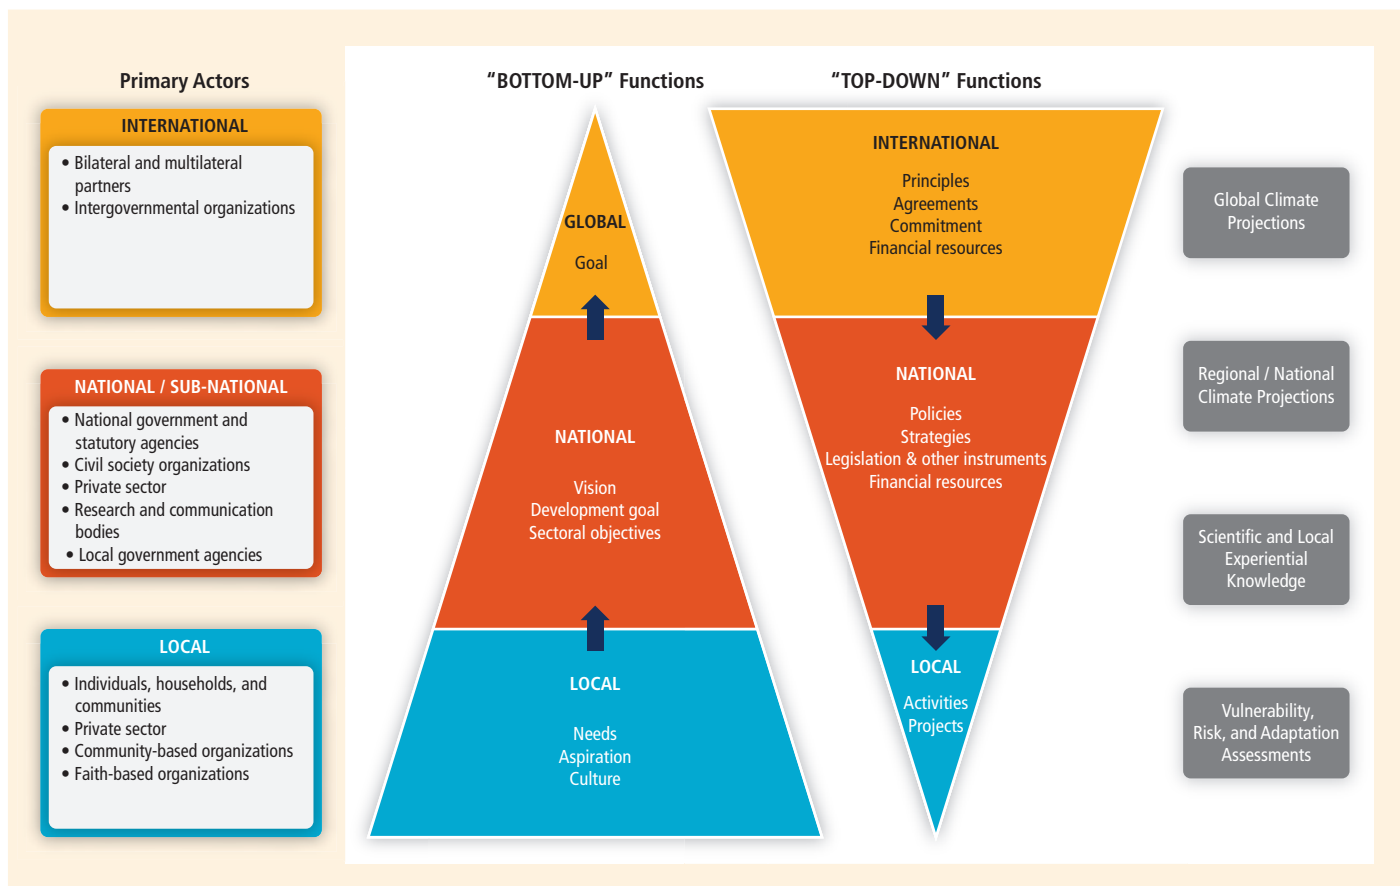 Primary Actors
INTERNATIONAL
• Bilateral and multilateral
partners
• Intergovernmental organizations
NATIONAL / SUB-NATIONAL
• National government and
statutory agencies
• Civil society organizations
• Private sector
• Research and communication
bodies
• Local government agencies
LOCAL
• Individuals, households, and
communities
• Private sector
• Community-based organizations
• Faith-based organizations
“BOTTOM-UP” Functions
GLOBAL
Goal
NATIONAL
Vision
Development goal
Sectoral objectives
LOCAL
Needs
Aspiration
Culture
“TOP-DOWN” Functions
INTERNATIONAL
Principles
Agreements
Commitment
Financial resources
NATIONAL
Policies
Strategies
Legislation & other instruments
Financial resources
LOCAL
Activities
Projects
Global Climate
Projections
Regional / National
Climate Projections
Scientific and Local
Experiential
Knowledge
Vulnerability,
Risk, and Adaptation
Assessments